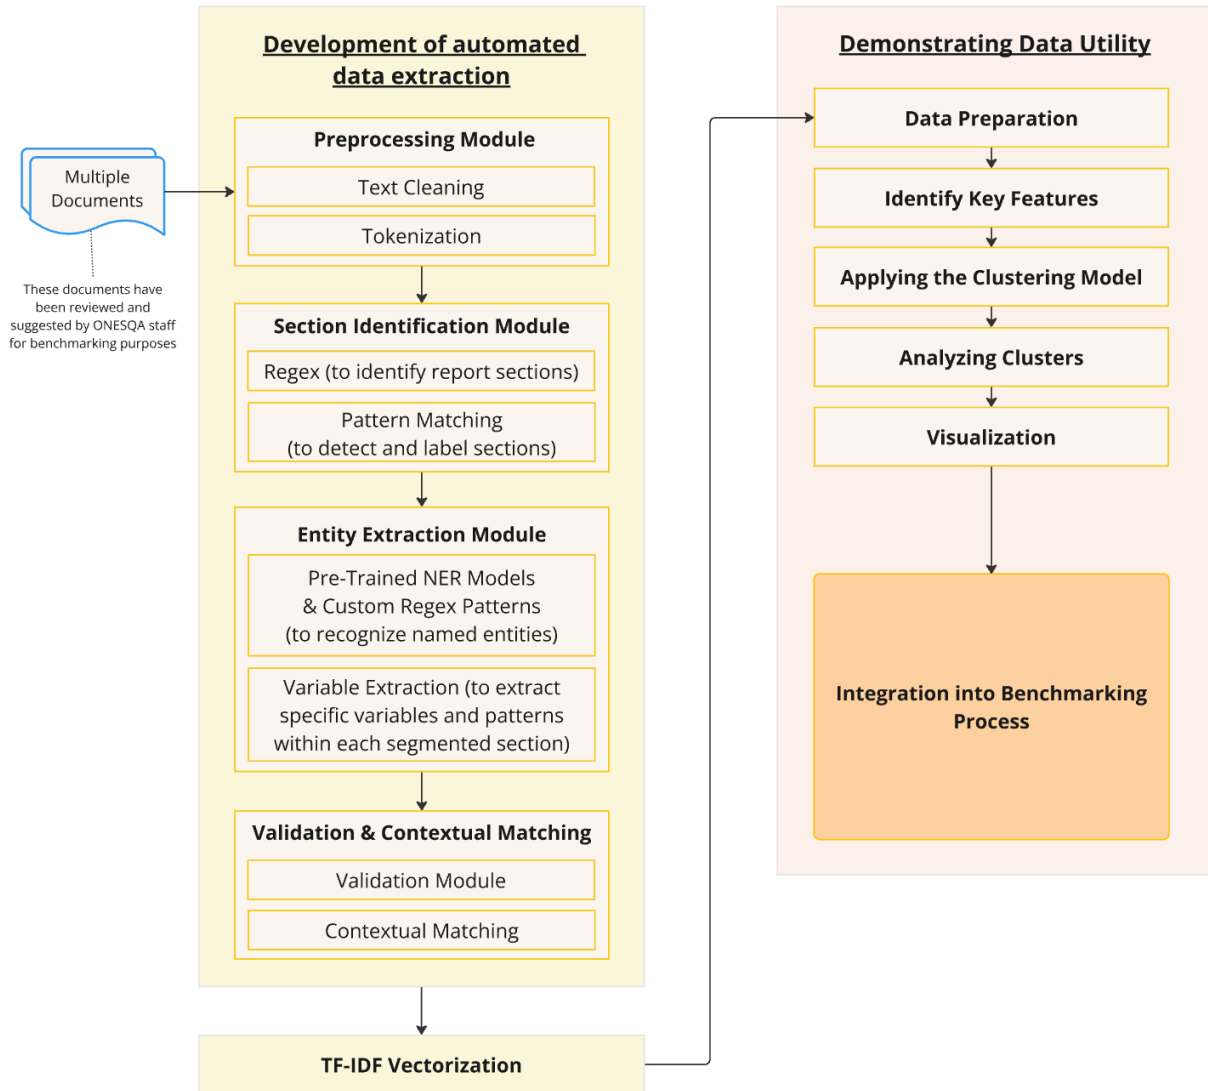 Multiple
Documents
These documents have
been reviewed and
suggested by ONESQA staff
for benchmarking purposes
Development of automated
data extraction
Preprocessing Module
Text Cleaning
Tokenization
Section Identification Module
Regex (to identify report sections)
Pattern Matching
(to detect and label sections)
Entity Extraction Module
Pre-Trained NER Models
& Custom Regex Patterns
(to recognize named entities)
Variable Extraction (to extract
specific variables and patterns
within each segmented section)
Validation & Contextual Matching
Validation Module
Contextual Matching
TF-IDF Vectorization
Demonstrating Data Utility
Data Preparation
Identify Key Features
Applying the Clustering Model
Analyzing Clusters
Visualization
Integration into Benchmarking
Process